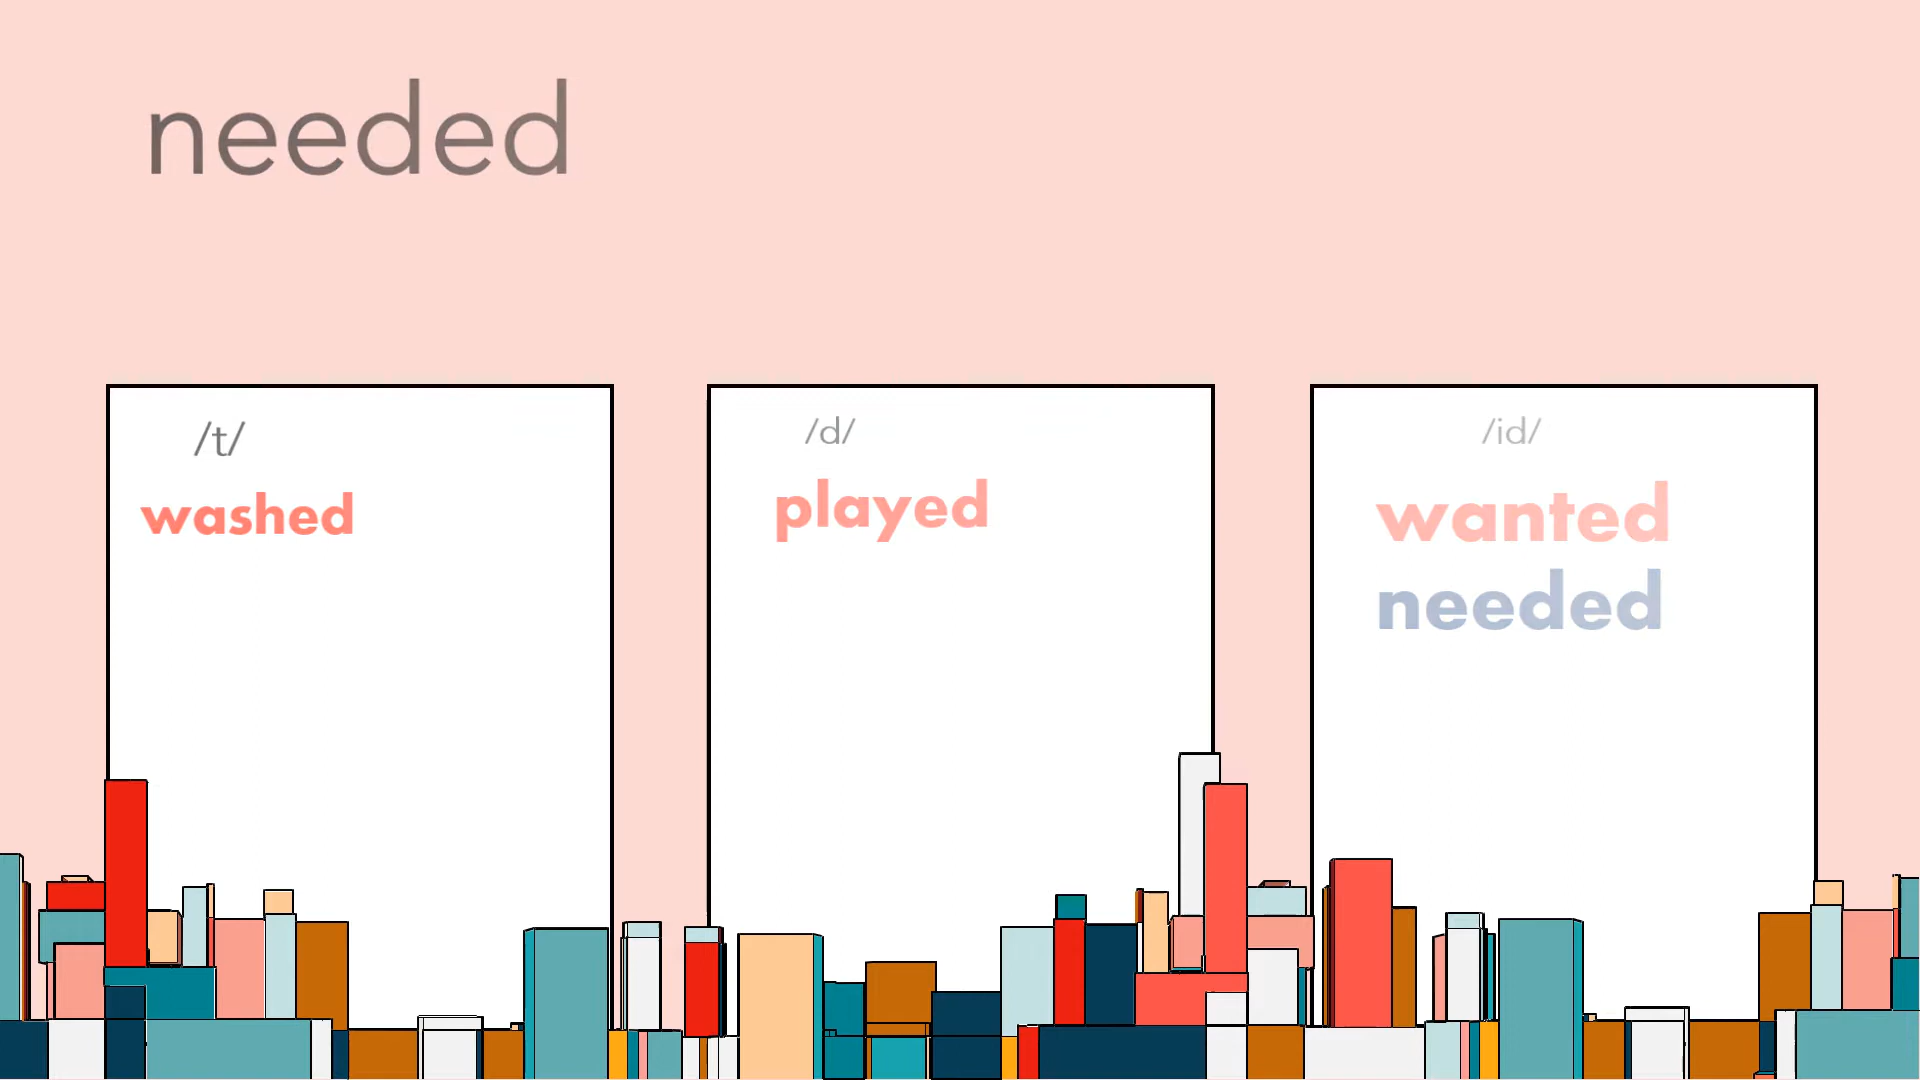 needed
/t/
washed
/d/
played
/id/
wanted
needed